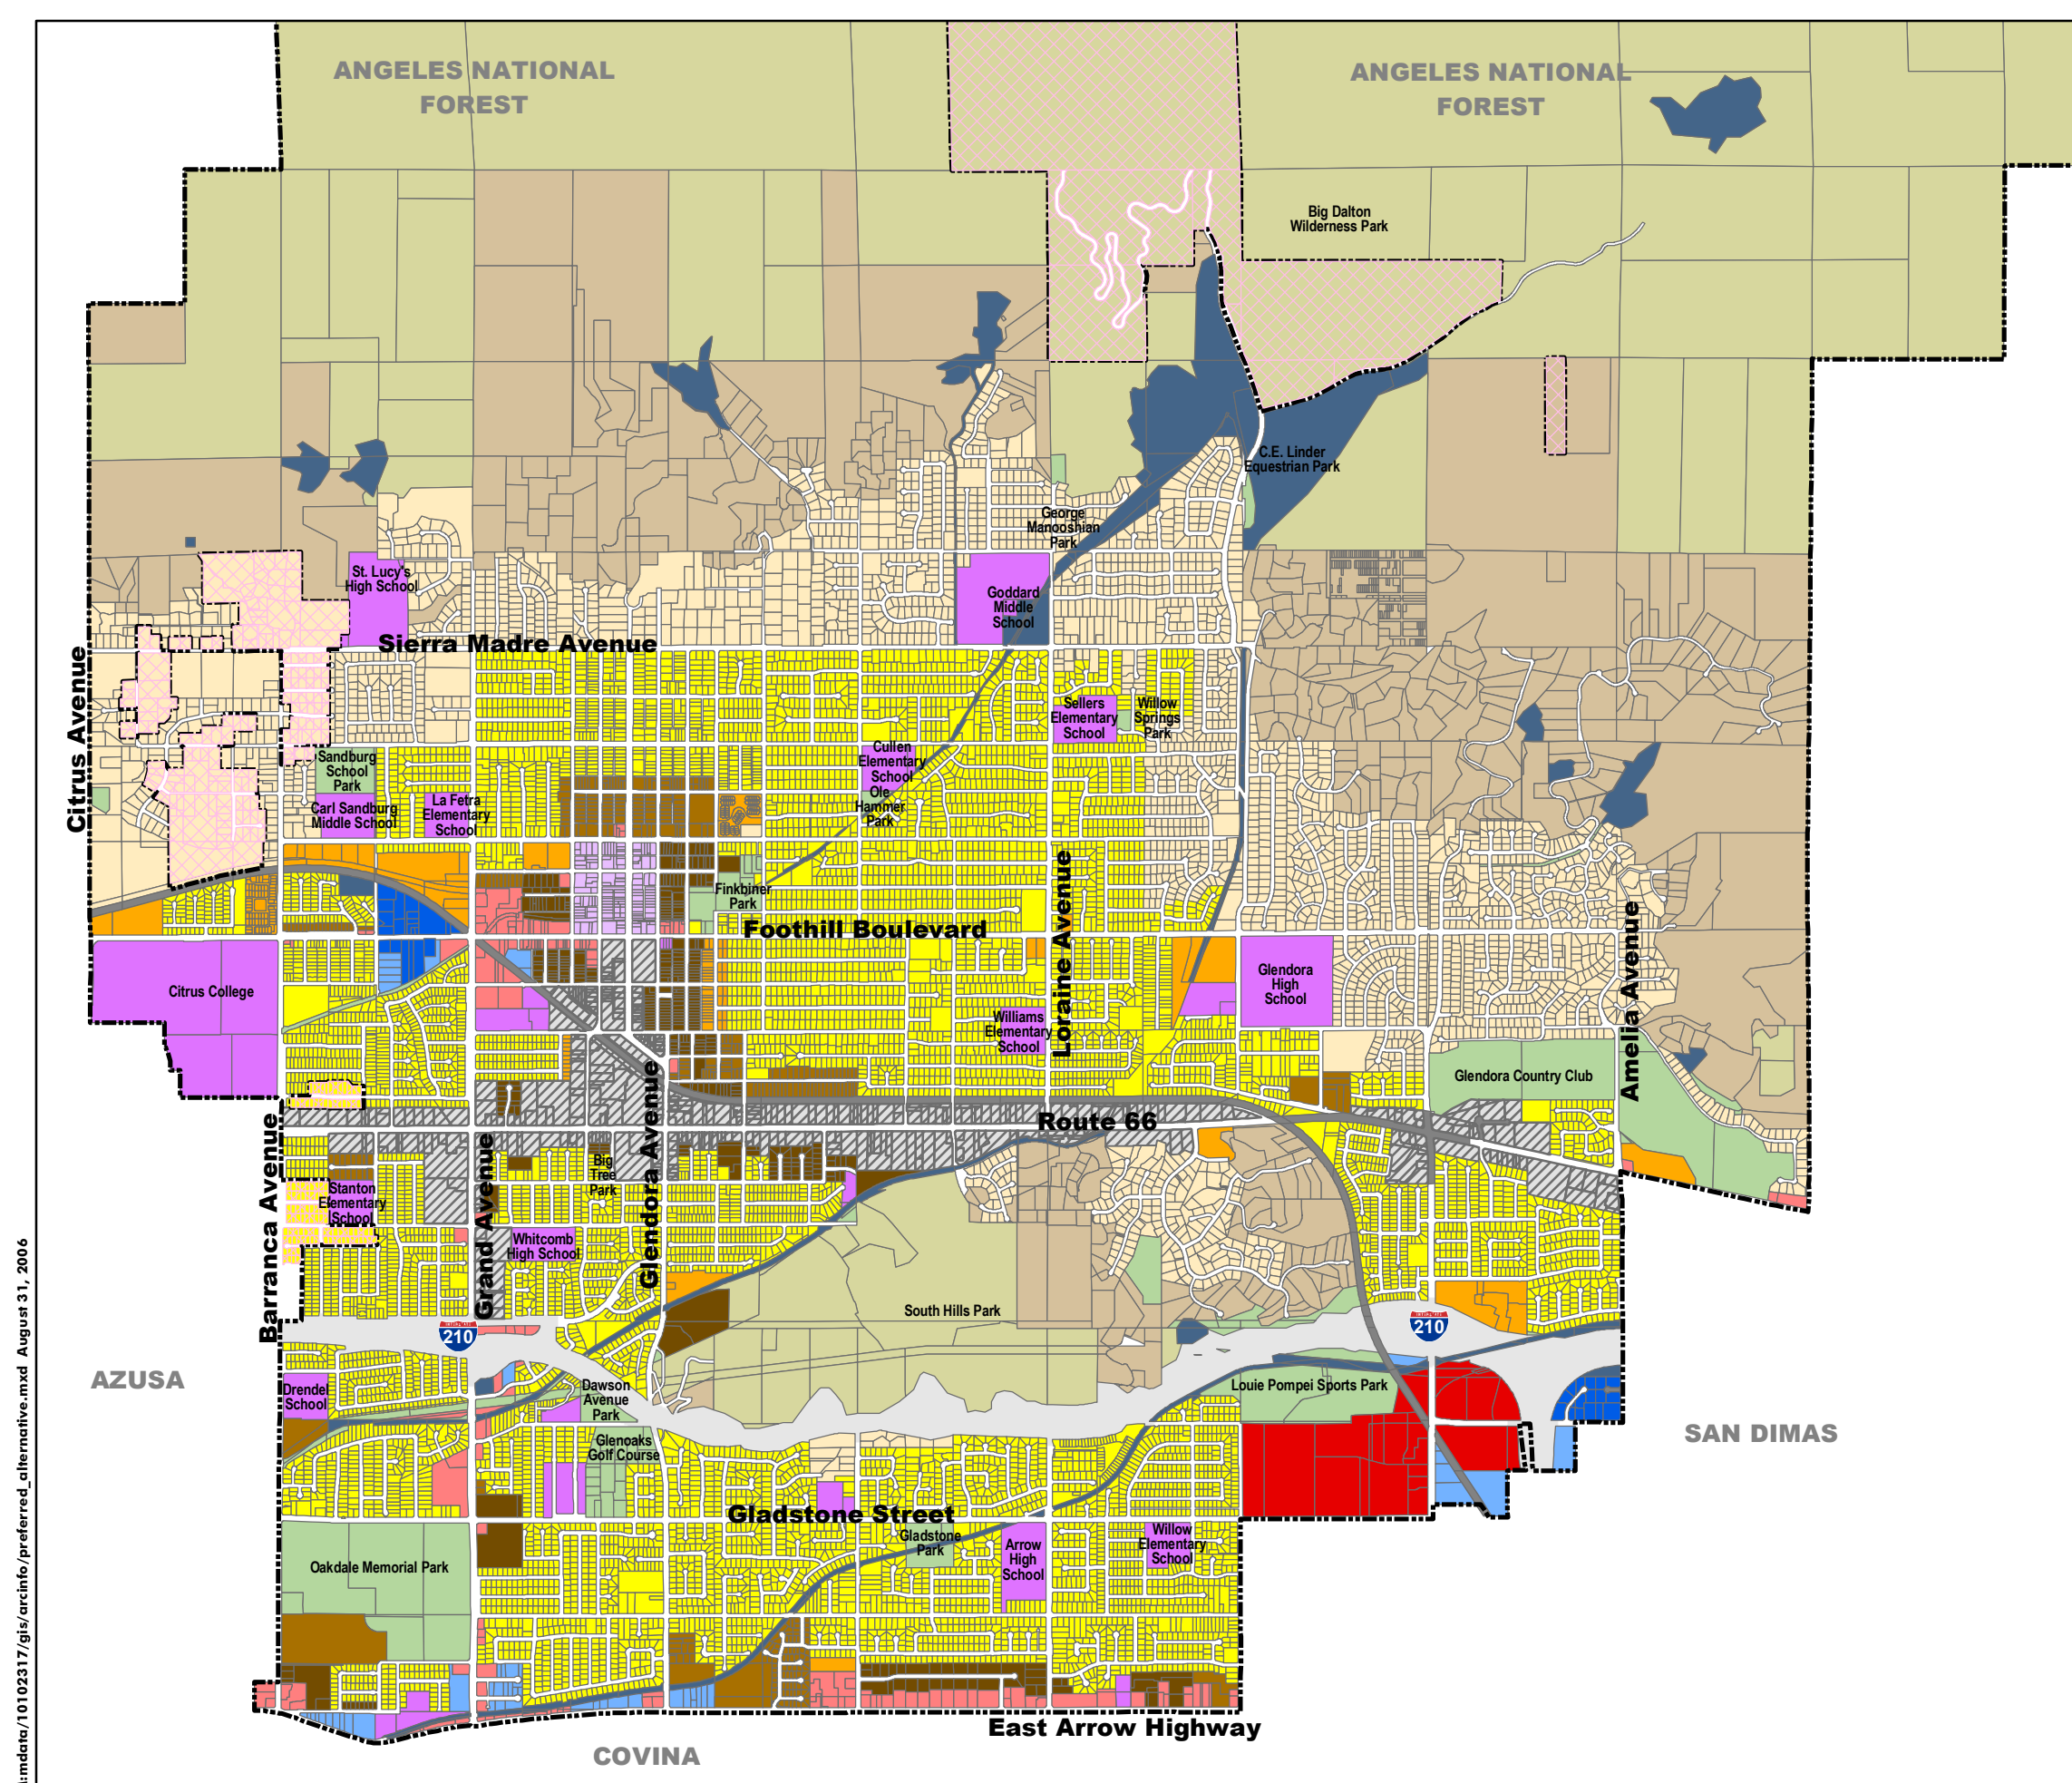 ANGELES NATIONAL
FOREST
ANGELES NATIONAL
FOREST
Big Dalton
Wilderness Park
C.E. Linder
Equestrian Park
George
Manooshian
Park
St. Lucy's
High School
Goddard
Middle
School
Sierra Madre Avenue
Citrus Avenue
Sellers
Elementary
School
Willow
Springs
Park
Sandburg
School
Park
Cullen
Elementary
School
Carl Sandburg
Middle School
La Fetra
Elementary
School
Ole
Hammer
Park
Finkbiner
Park
Loraine Avenue
Foothill Boulevard
Amelia Avenue
Citrus College
Glendora
High
School
Williams
Elementary
School
Glendora Country Club
Route 66
Barranca Avenue
Grand Avenue
Glendora Avenue
Big
Tree
Park
Stanton
Elementary
School
Whitcomb
High School
South Hills Park
210
210
AZUSA
Drendel
School
Dawson
Avenue
Park
Louie Pompei Sports Park
Glenoaks
Golf Course
SAN DIMAS
Gladstone Street
Gladstone
Park
Arrow
High
School
Willow
Elementary
School
Oakdale Memorial Park
East Arrow Highway
COVINA
:mdata/10102317/gis/arcinfo/preferred_alternative.mxd August 31, 2006